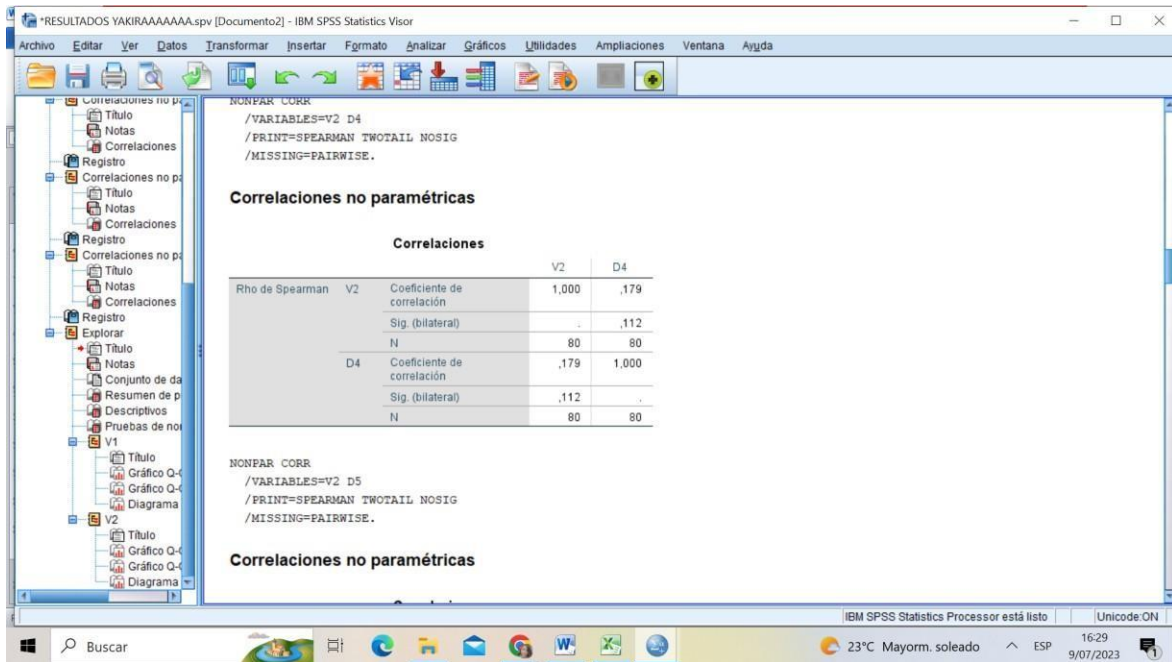 *RESULTADOS YAKIRAAAAAAA.spv [Documento2] - IBM SPSS Statistics Visor
Archivo Editar Ver Datos Transformar Insertar Formato Analizar Gráficos Utilidades Ampliaciones Ventana Ayuda
Correlaciones no pa
Título
Notas
Correlaciones
Registro
Correlaciones no pa
Título
Notas
Correlaciones
Registro
Correlaciones no pa
Título
Notas
Correlaciones
Registro
Explorar
Título
Notas
Conjunto de da
Resumen de p
Descriptivos
Pruebas de nor
V1
Título
Gráfico Q-
Gráfico Q-
Diagrama
V2
Título
Gráfico Q-
Gráfico Q-
Diagrama
NONPAR CORR
/VARIABLES=V2 D4
/PRINT=SPEARMAN TWOTAIL NOSIG
/MISSING=PAIRWISE.
Correlaciones no paramétricas
Correlaciones
V2 D4
Rho de Spearman V2 Coeficiente de correlación 1,000 ,179
Sig. (bilateral) . ,112
N 80 80
D4 Coeficiente de correlación ,179 1,000
Sig. (bilateral) ,112 .
N 80 80
NONPAR CORR
/VARIABLES=V2 D5
/PRINT=SPEARMAN TWOTAIL NOSIG
/MISSING=PAIRWISE.
Correlaciones no paramétricas
IBM SPSS Statistics Processor está listo Unicode:ON
Buscar
23°C Mayorm. soleado ESP 16:29
9/07/2023